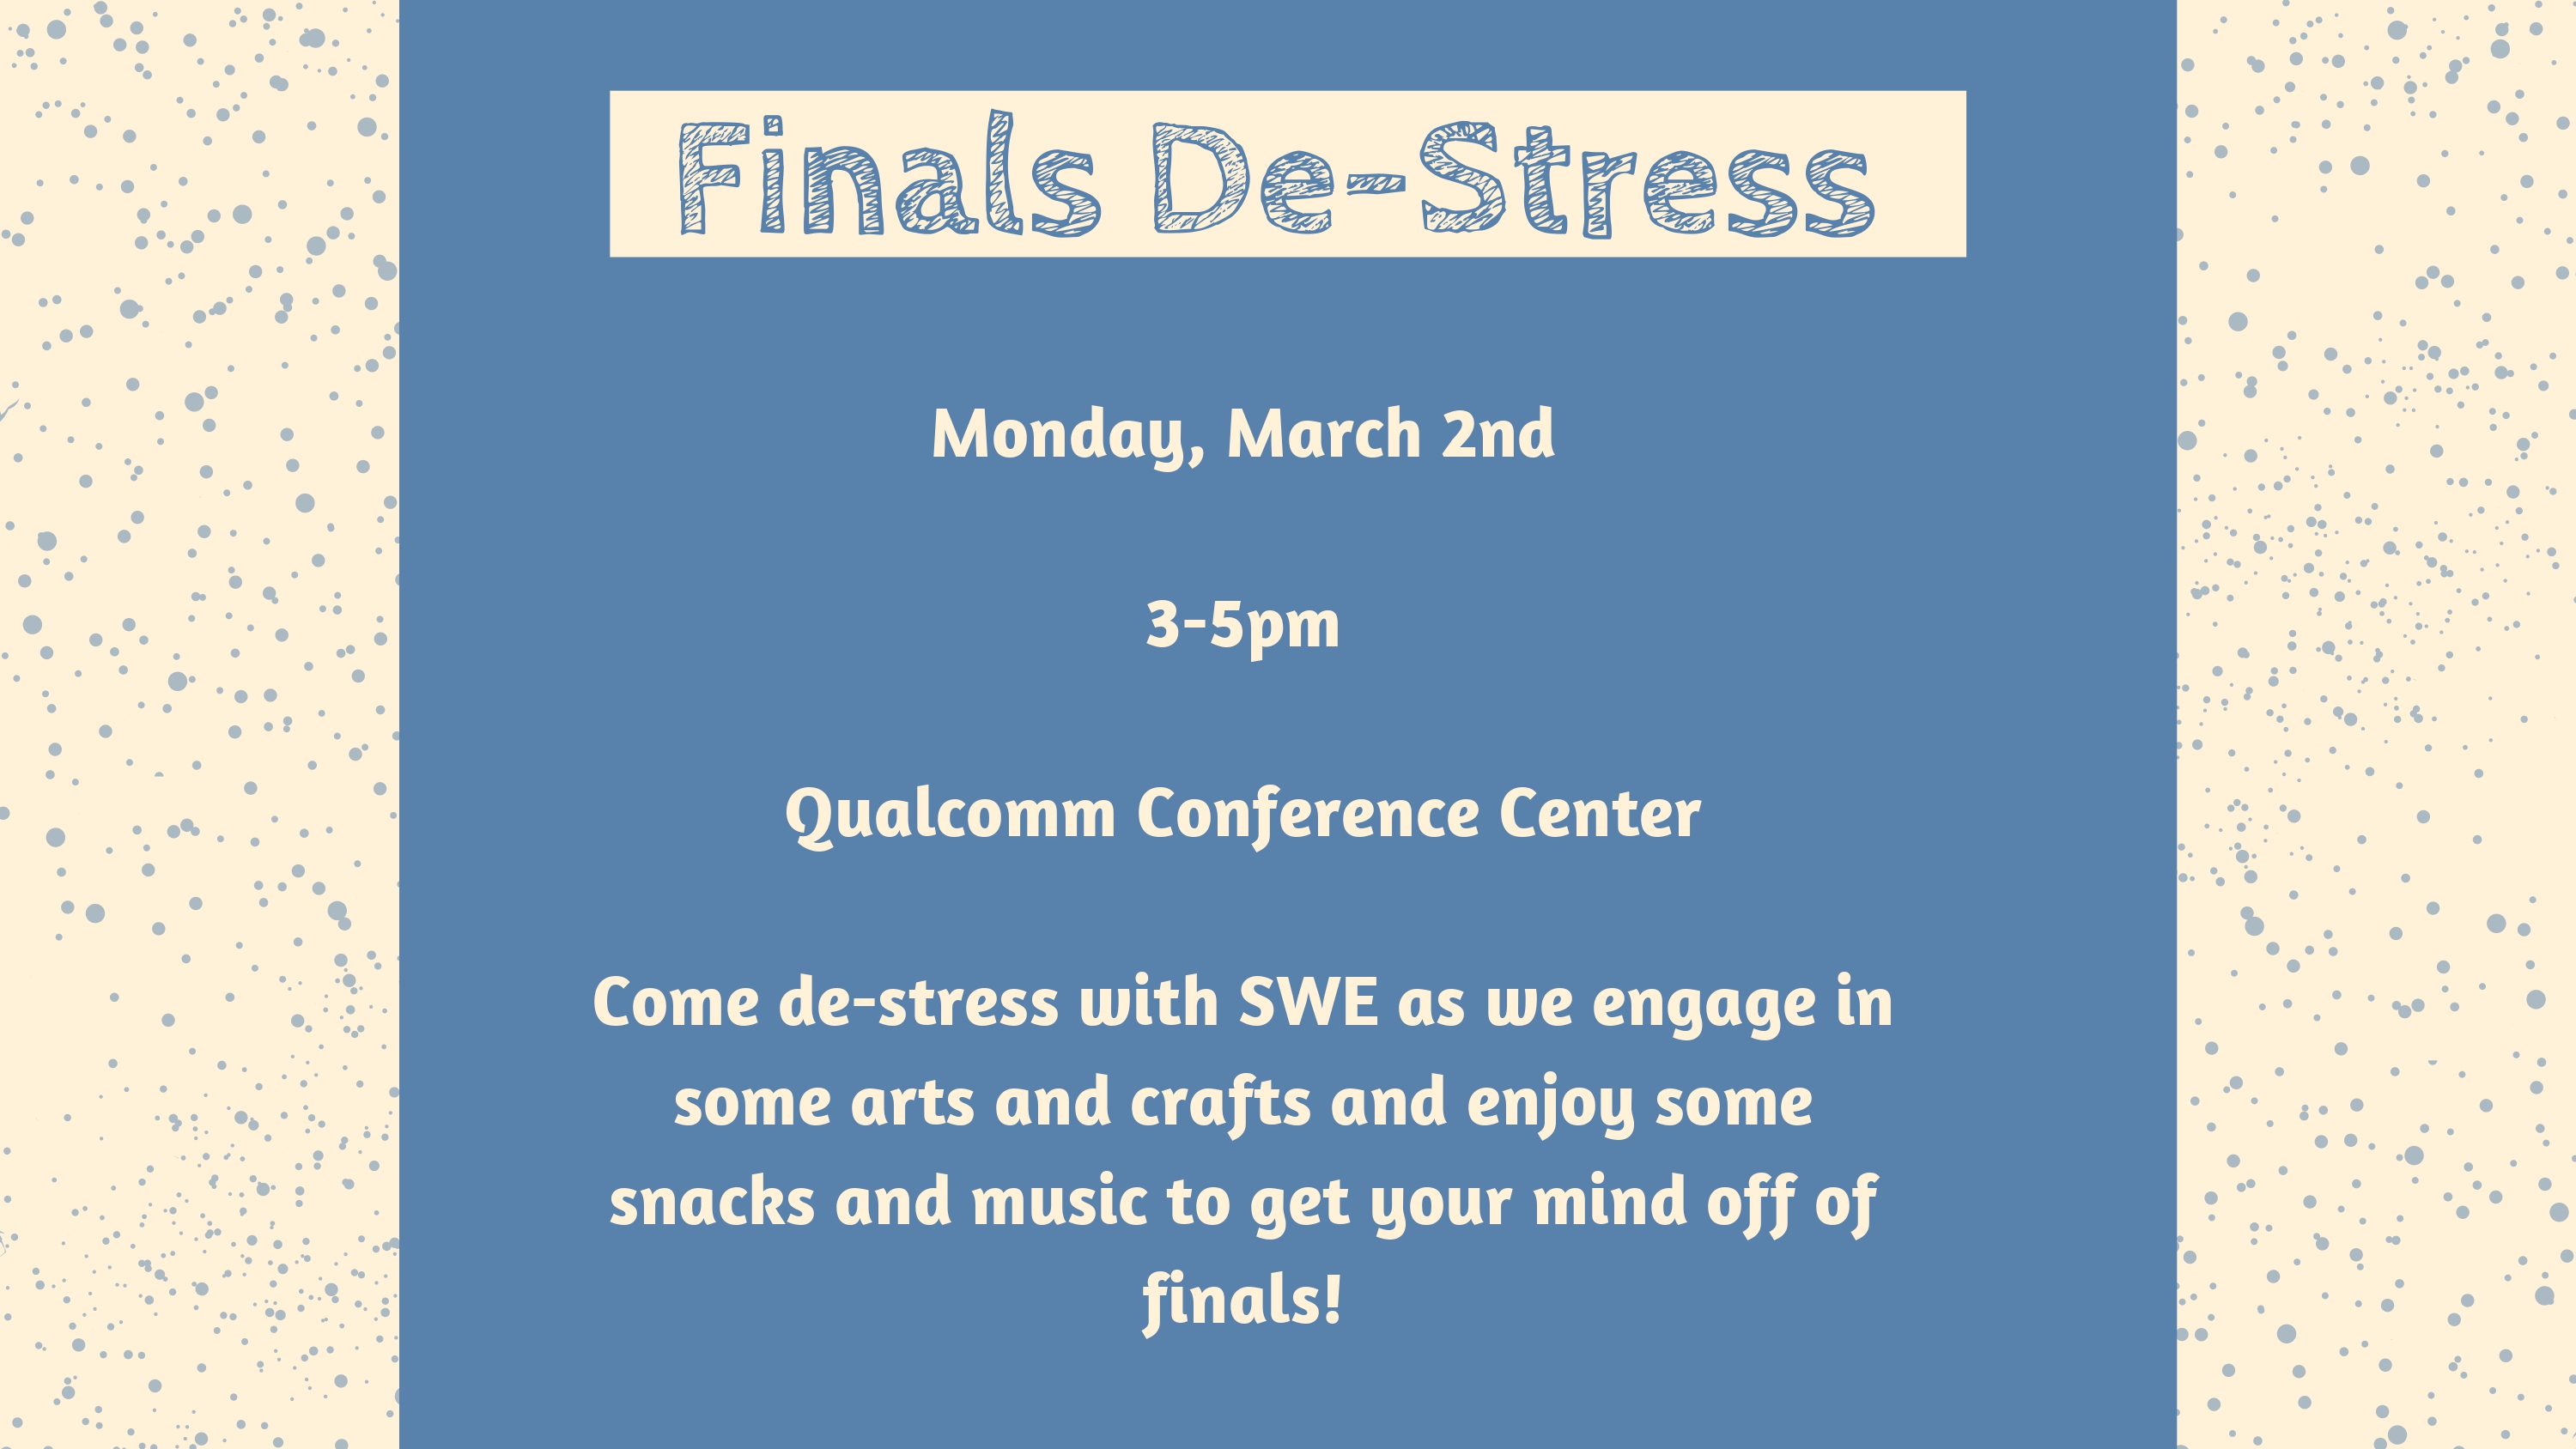 Finals De-Stress
Monday, March 2nd
3-5pm
Qualcomm Conference Center
Come de-stress with SWE as we engage in
some arts and crafts and enjoy some
snacks and music to get your mind off of
finals!